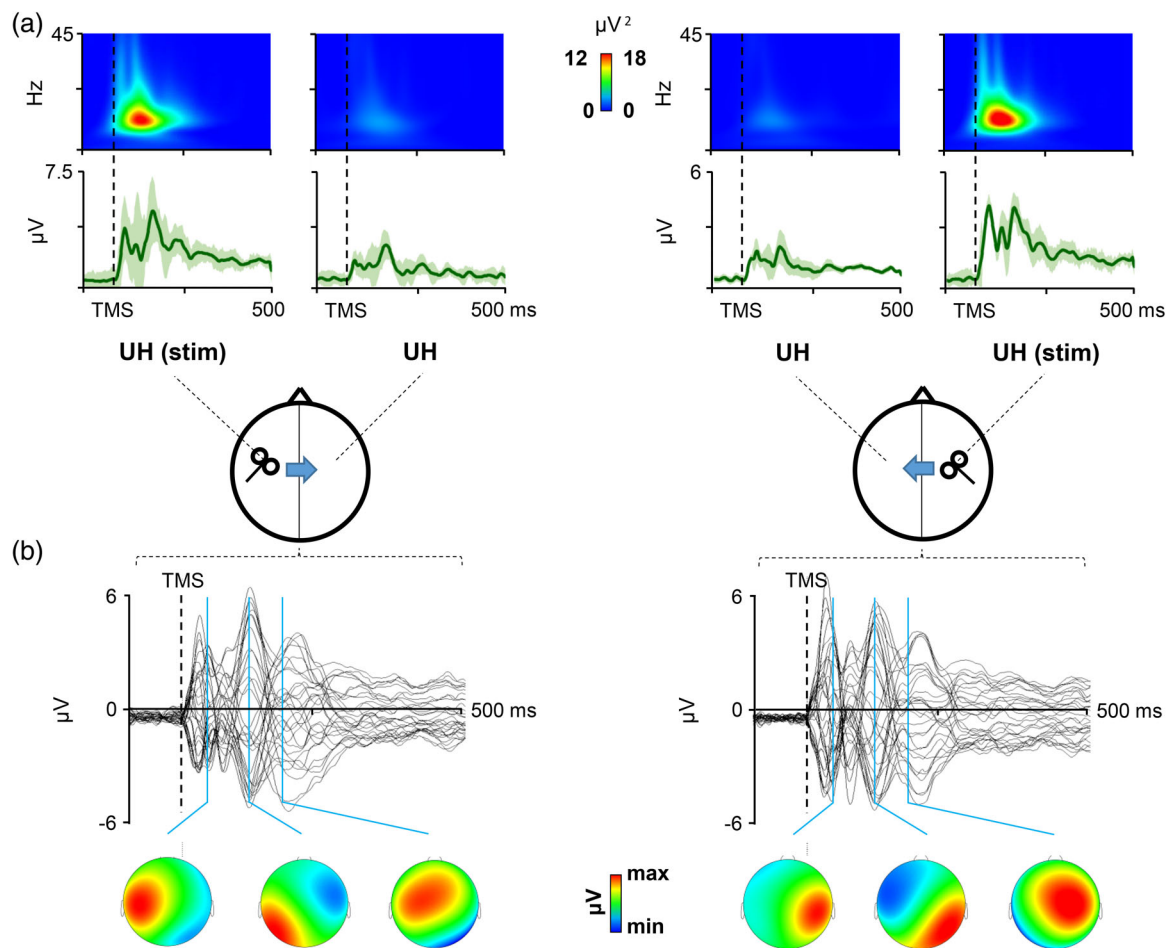 (a)
45
Hz
µV²
12 18
0 0
45
Hz
7.5
µV
TMS
500
TMS
500 ms
6
µV
TMS
500
TMS
500 ms
UH (stim)
UH
UH
UH (stim)
(b)
TMS
6
µV
0
500 ms
-6
TMS
6
µV
0
500 ms
-6
µV
max
min